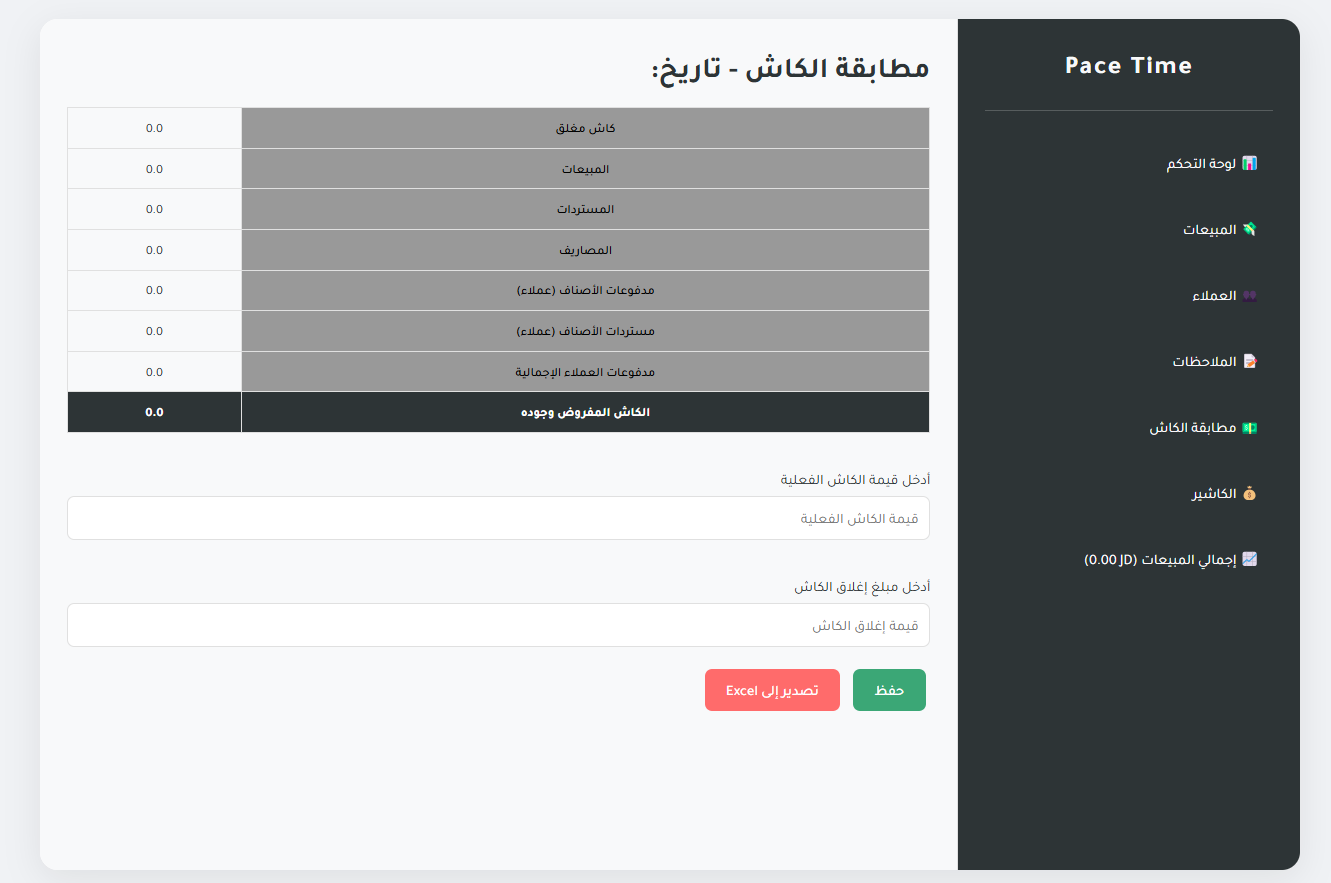 Pace Time
📊 لوحة التحكم
💸 المبيعات
👥 العملاء
📝 الملاحظات
💵 مطابقة الكاش
💰 الكاشير
📈 إجمالي المبيعات (0.00 JD)
مطابقة الكاش - تاريخ:
كاش مغلق 0.0
المبيعات 0.0
المستردات 0.0
المصاريف 0.0
مدفوعات الأصناف (عملاء) 0.0
مستردات الأصناف (عملاء) 0.0
مدفوعات العملاء الإجمالية 0.0
الكاش المفروض وجوده 0.0
أدخل قيمة الكاش الفعلية
قيمة الكاش الفعلية
أدخل مبلغ إغلاق الكاش
قيمة إغلاق الكاش
حفظ تصدير إلى Excel